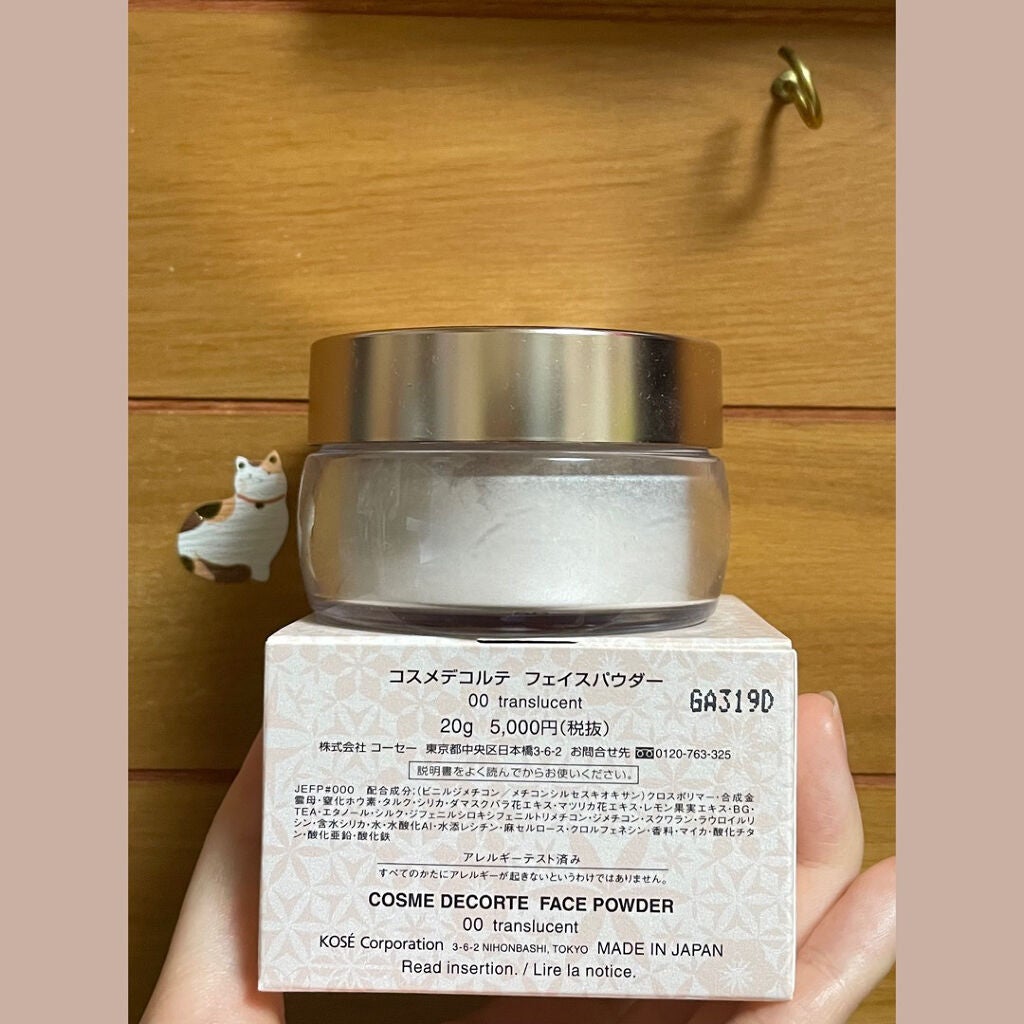 コスメデコルテ フェイスパウダー
00 translucent
GA319D
20g 5,000円(税抜)
株式会社 コーセー 東京都中央区日本橋3-6-2 お問合せ先 0120-763-325
説明書をよく読んでからお使いください。
JEFP#000 配合成分;(ビニルジメチコン/メチコンシルセスキオキサン)クロスポリマー・合成金
雲母・窒化ホウ素・タルク・シリカ・ダマスクバラ花エキス・マツリカ花エキス・レモン果実エキス・BG・
TEA・エタノール・シルク・ジフェニルシロキシフェニルトリメチコン・ジメチコン・スクワラン・ラウロイルリ
シン・含水シリカ・水・水酸化Al・水添レシチン・麻セルロース・クロルフェネシン・香料・マイカ・酸化チタ
ン・酸化亜鉛・酸化鉄
アレルギーテスト済み
すべてのかたにアレルギーが起きないというわけではありません。
COSME DECORTE FACE POWDER
00 translucent
KOSÉ Corporation 3-6-2 NIHONBASHI, TOKYO MADE IN JAPAN
Read insertion. / Lire la notice.